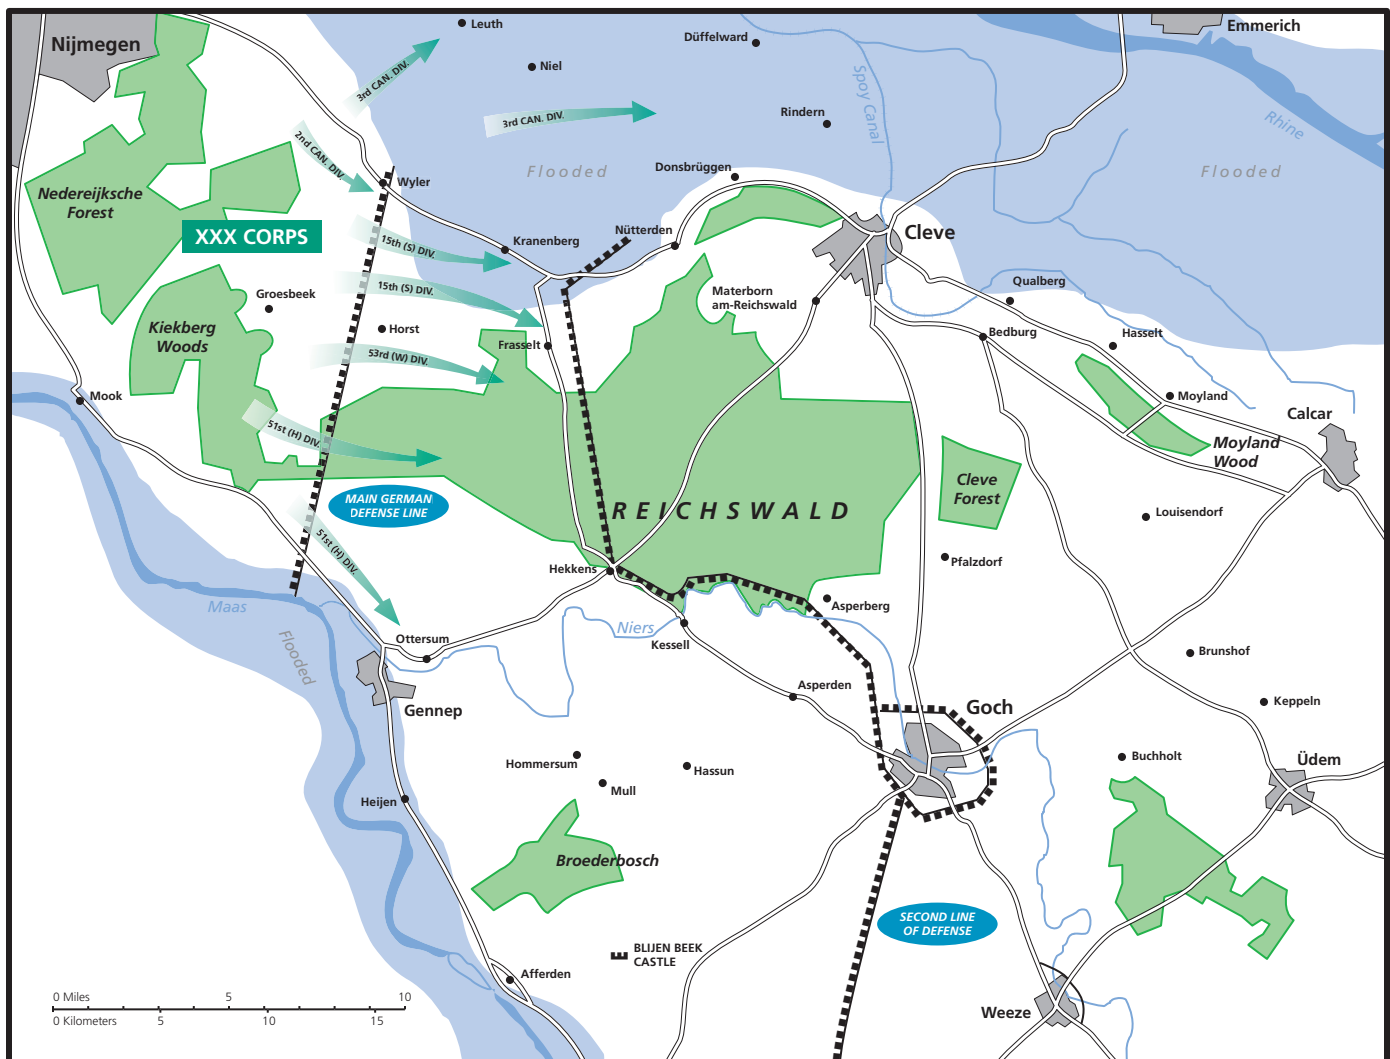 Nijmegen
Leuth
Düffelward
Emmerich
Niel
3rd CAN. DIV.
3rd CAN. DIV.
Rindern
Spoy Canal
Rhine
2nd CAN. DIV.
Flooded
Flooded
Donsbrüggen
Wyler
Nedereijksche
Forest
XXX CORPS
15th (S) DIV.
Kranenberg
Nütterden
Cleve
15th (S) DIV.
Groesbeek
Materborn
am-Reichswald
Qualberg
Kiekberg
Woods
Horst
Frasselt
Bedburg
Hasselt
53rd (W) DIV.
Mook
Moyland
Calcar
51st (H) DIV.
Moyland
Wood
Cleve
Forest
MAIN GERMAN
DEFENSE LINE
REICHSWALD
Louisendorf
51st (H) DIV.
Hekkens
Pfalzdorf
Maas
Asperberg
Niers
Flooded
Ottersum
Kessell
Brunshof
Asperden
Keppeln
Gennep
Goch
Hommersum
Hassun
Buchholt
Üdem
Mull
Heijen
Broederbosch
SECOND LINE
OF DEFENSE
BLIJEN BEEK
CASTLE
Afferden
Weeze
0 Miles 5 10
0 Kilometers 5 10 15